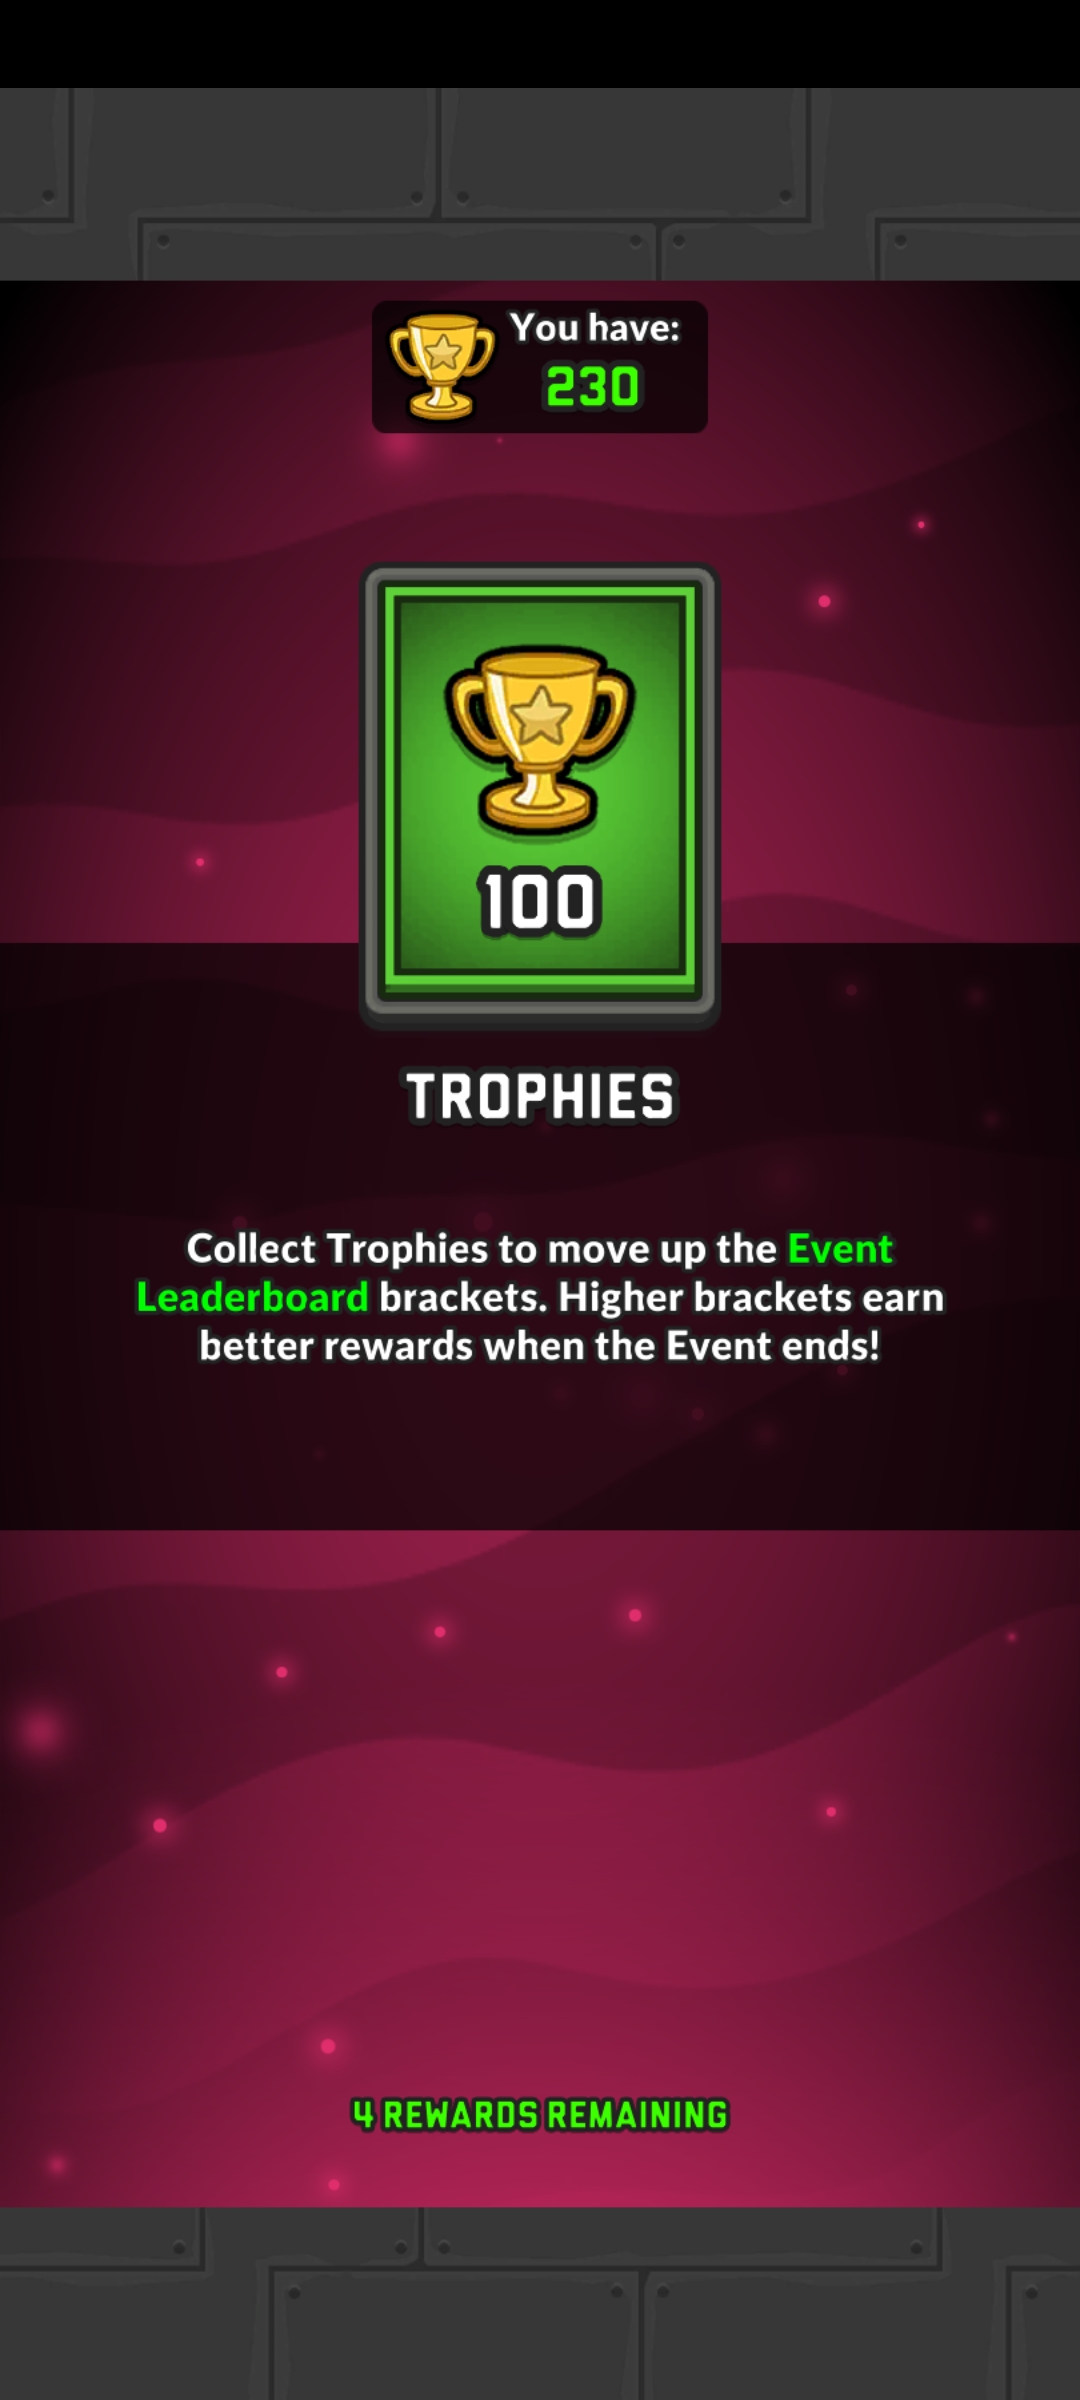 You have:
230
100
TROPHIES
Collect Trophies to move up the Event
Leaderboard brackets. Higher brackets earn
better rewards when the Event ends!
4 REWARDS REMAINING